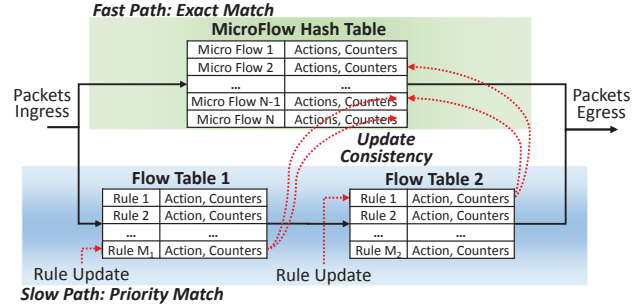 Fast Path: Exact Match
MicroFlow Hash Table
Micro Flow 1 Actions, Counters
Micro Flow 2 Actions, Counters
... ...
Micro Flow N-1 Actions, Counters
Micro Flow N Actions, Counters
Packets
Ingress
Packets
Egress
Update
Consistency
Flow Table 1
Rule 1 Action, Counters
Rule 2 Action, Counters
... ...
Rule M₁ Action, Counters
Flow Table 2
Rule 1 Action, Counters
Rule 2 Action, Counters
... ...
Rule M₂ Action, Counters
Rule Update
Rule Update
Slow Path: Priority Match